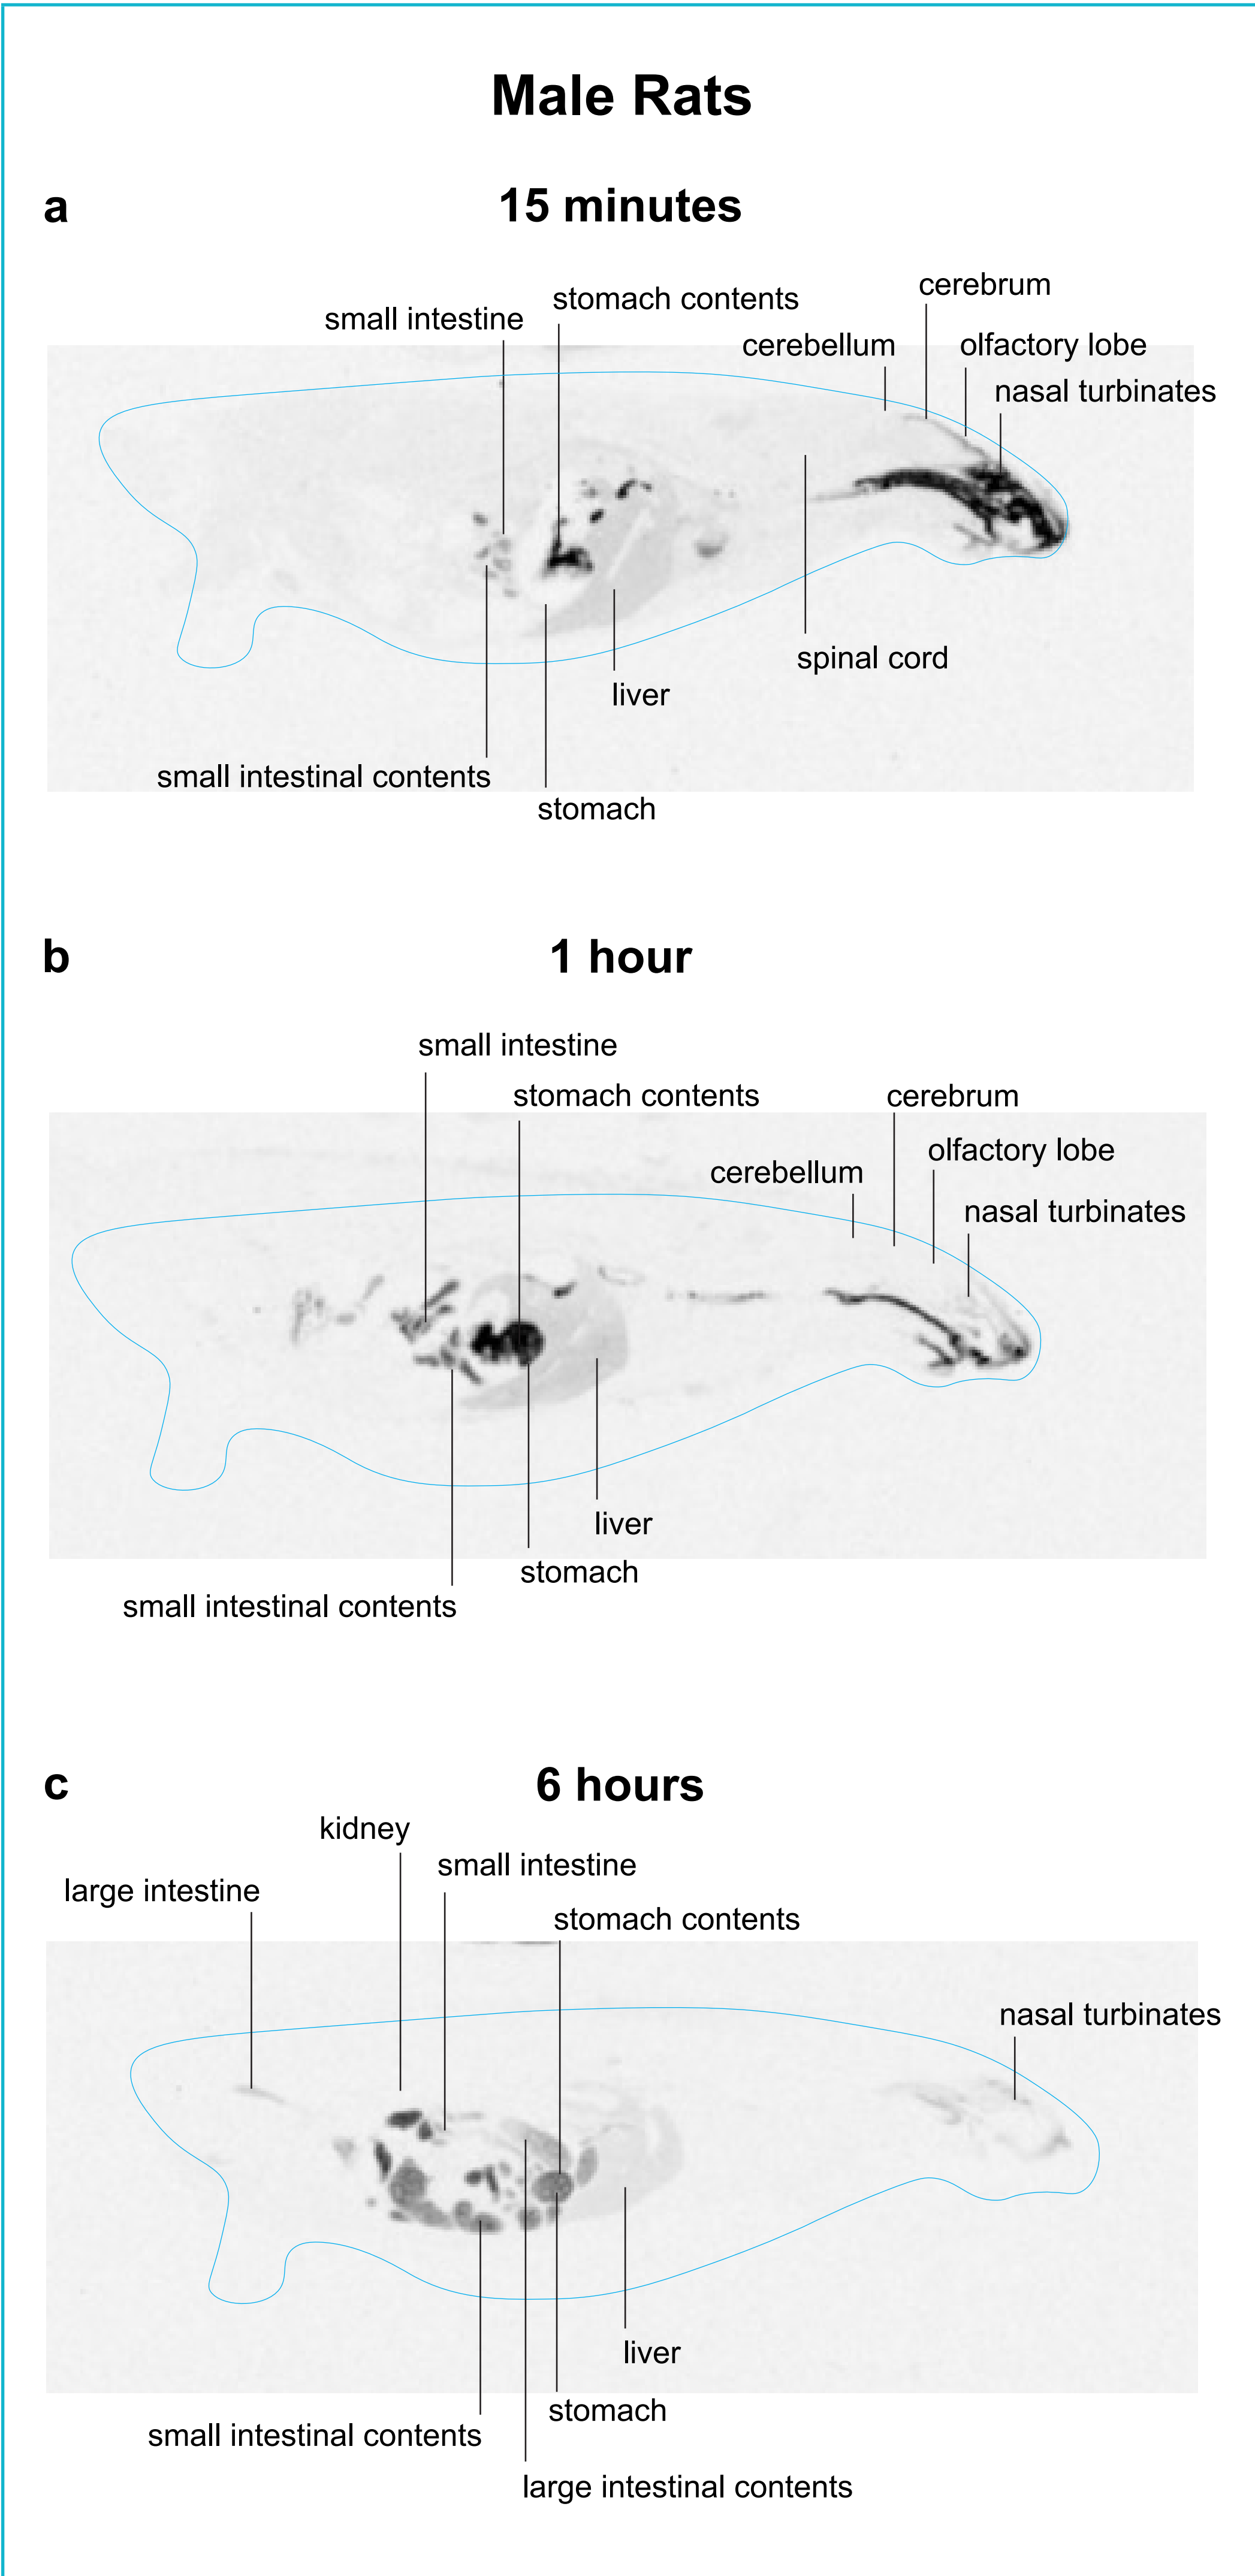 Male Rats
a
15 minutes
cerebrum
stomach contents
small intestine
cerebellum
olfactory lobe
nasal turbinates
spinal cord
liver
small intestinal contents
stomach
b
1 hour
small intestine
stomach contents
cerebrum
olfactory lobe
cerebellum
nasal turbinates
liver
stomach
small intestinal contents
c
6 hours
kidney
small intestine
large intestine
stomach contents
nasal turbinates
liver
stomach
small intestinal contents
large intestinal contents